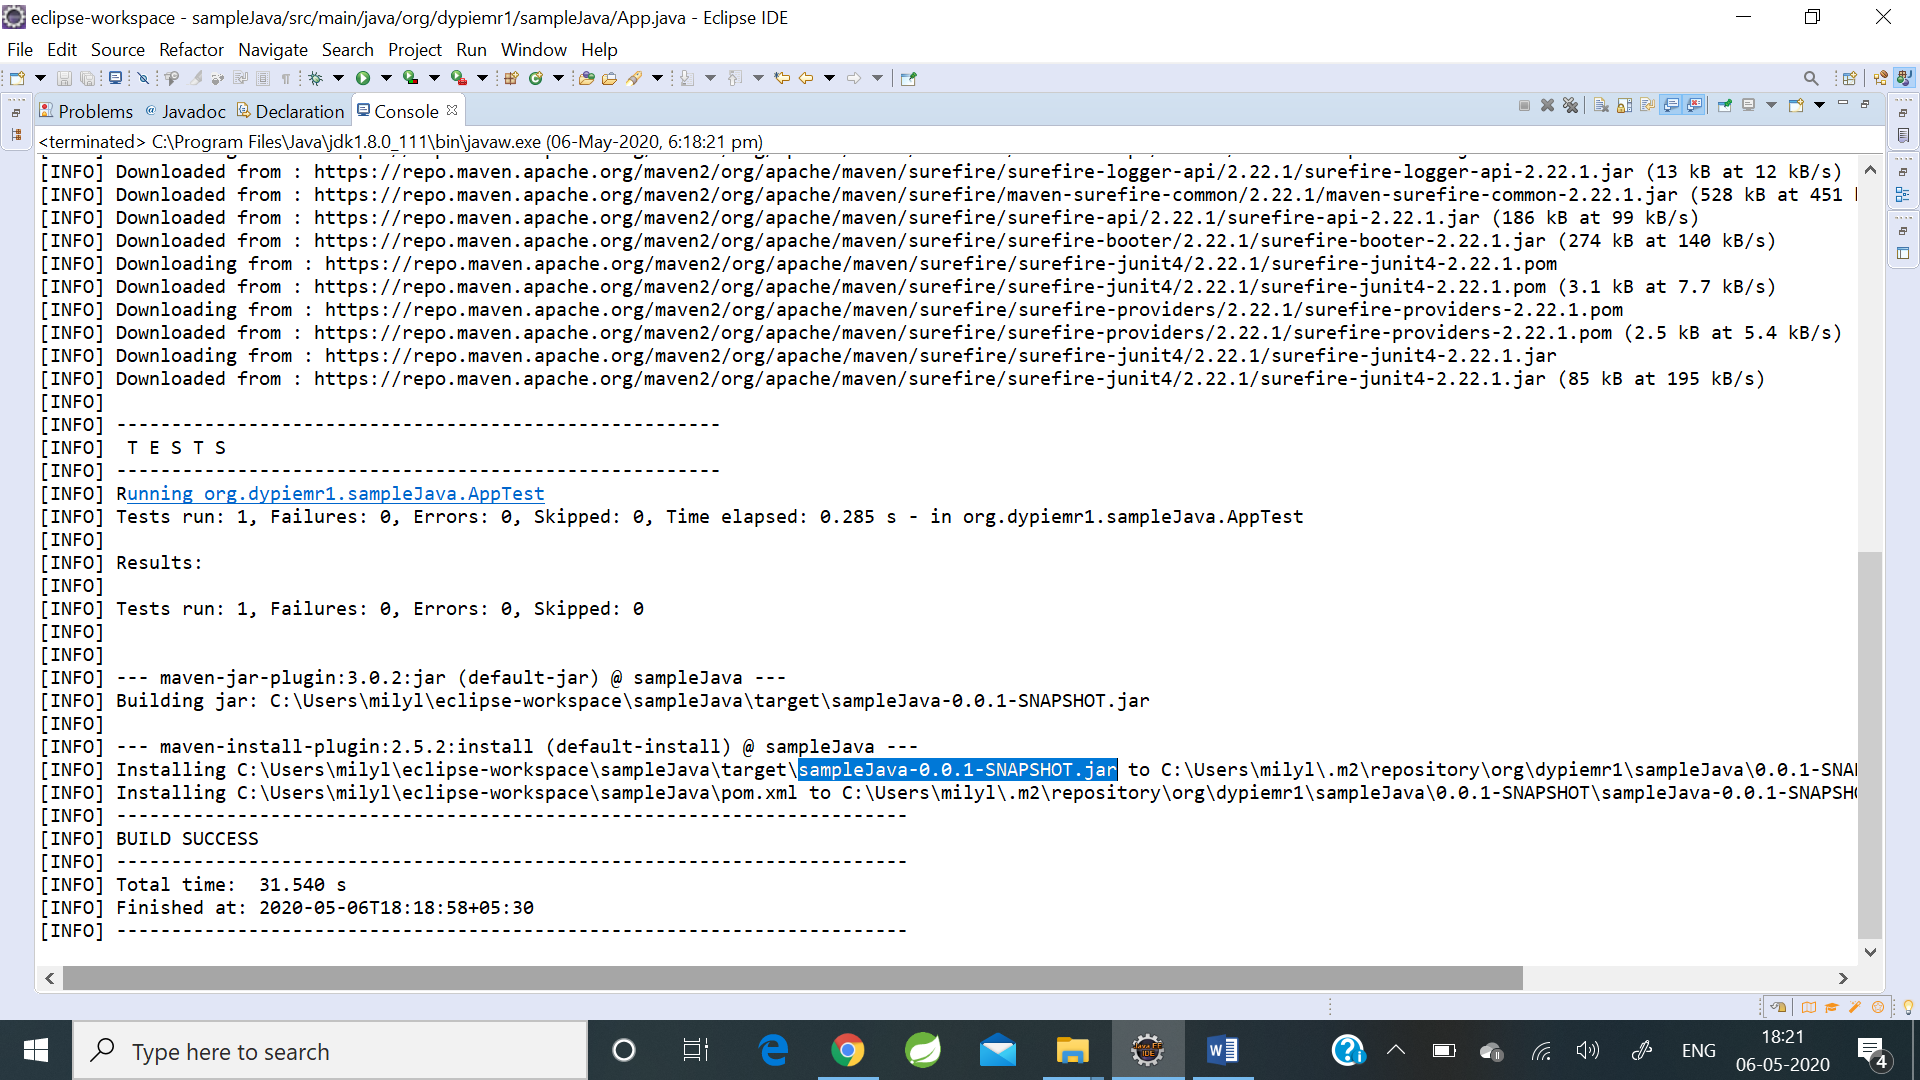 eclipse-workspace - sampleJava/src/main/java/org/dypiemr1/sampleJava/App.java - Eclipse IDE
File Edit Source Refactor Navigate Search Project Run Window Help
Problems @ Javadoc Declaration Console
<terminated> C:\Program Files\Java\jdk1.8.0_111\bin\javaw.exe (06-May-2020, 6:18:21 pm)
[INFO] Downloaded from : https://repo.maven.apache.org/maven2/org/apache/maven/surefire/surefire-logger-api/2.22.1/surefire-logger-api-2.22.1.jar (13 kB at 12 kB/s)
[INFO] Downloaded from : https://repo.maven.apache.org/maven2/org/apache/maven/surefire/maven-surefire-common/2.22.1/maven-surefire-common-2.22.1.jar (528 kB at 451 k
[INFO] Downloaded from : https://repo.maven.apache.org/maven2/org/apache/maven/surefire/surefire-api/2.22.1/surefire-api-2.22.1.jar (186 kB at 99 kB/s)
[INFO] Downloaded from : https://repo.maven.apache.org/maven2/org/apache/maven/surefire/surefire-booter/2.22.1/surefire-booter-2.22.1.jar (274 kB at 140 kB/s)
[INFO] Downloading from : https://repo.maven.apache.org/maven2/org/apache/maven/surefire/surefire-junit4/2.22.1/surefire-junit4-2.22.1.pom
[INFO] Downloaded from : https://repo.maven.apache.org/maven2/org/apache/maven/surefire/surefire-junit4/2.22.1/surefire-junit4-2.22.1.pom (3.1 kB at 7.7 kB/s)
[INFO] Downloading from : https://repo.maven.apache.org/maven2/org/apache/maven/surefire/surefire-providers/2.22.1/surefire-providers-2.22.1.pom
[INFO] Downloaded from : https://repo.maven.apache.org/maven2/org/apache/maven/surefire/surefire-providers/2.22.1/surefire-providers-2.22.1.pom (2.5 kB at 5.4 kB/s)
[INFO] Downloading from : https://repo.maven.apache.org/maven2/org/apache/maven/surefire/surefire-junit4/2.22.1/surefire-junit4-2.22.1.jar
[INFO] Downloaded from : https://repo.maven.apache.org/maven2/org/apache/maven/surefire/surefire-junit4/2.22.1/surefire-junit4-2.22.1.jar (85 kB at 195 kB/s)
[INFO]
[INFO] -------------------------------------------------------
[INFO]  T E S T S
[INFO] -------------------------------------------------------
[INFO] Running org.dypiemr1.sampleJava.AppTest
[INFO] Tests run: 1, Failures: 0, Errors: 0, Skipped: 0, Time elapsed: 0.285 s - in org.dypiemr1.sampleJava.AppTest
[INFO]
[INFO] Results:
[INFO]
[INFO] Tests run: 1, Failures: 0, Errors: 0, Skipped: 0
[INFO]
[INFO]
[INFO] --- maven-jar-plugin:3.0.2:jar (default-jar) @ sampleJava ---
[INFO] Building jar: C:\Users\milyl\eclipse-workspace\sampleJava\target\sampleJava-0.0.1-SNAPSHOT.jar
[INFO]
[INFO] --- maven-install-plugin:2.5.2:install (default-install) @ sampleJava ---
[INFO] Installing C:\Users\milyl\eclipse-workspace\sampleJava\target\sampleJava-0.0.1-SNAPSHOT.jar to C:\Users\milyl\.m2\repository\org\dypiemr1\sampleJava\0.0.1-SNA
[INFO] Installing C:\Users\milyl\eclipse-workspace\sampleJava\pom.xml to C:\Users\milyl\.m2\repository\org\dypiemr1\sampleJava\0.0.1-SNAPSHOT\sampleJava-0.0.1-SNAPSH
[INFO] ------------------------------------------------------------------------
[INFO] BUILD SUCCESS
[INFO] ------------------------------------------------------------------------
[INFO] Total time:  31.540 s
[INFO] Finished at: 2020-05-06T18:18:58+05:30
[INFO] ------------------------------------------------------------------------
Type here to search
ENG
18:21
06-05-2020
4